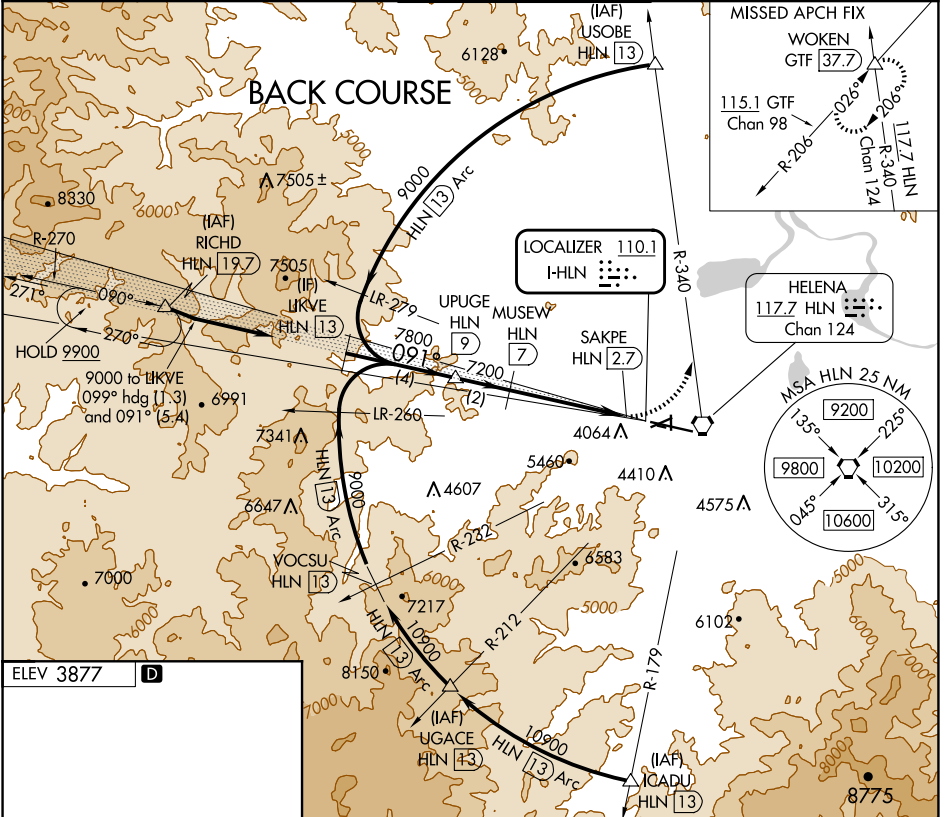 (IAF)
USOBE
HLN 13
6128
BACK COURSE
MISSED APCH FIX
WOKEN
GTF 37.7
115.1 GTF
Chan 98
026°
206°
R-206
117.7 HLN
R-340
Chan 124
7505 ±
8330
6000
5000
9000
HLN 13 Arc
R-270
(IAF)
RICHD
HLN 19.7
7505
(IF)
LIKVE
HLN 13
LR-279
LOCALIZER 110.1
I-HLN
R-340
HELENA
117.7 HLN
Chan 124
271°
090°
270°
HOLD 9900
9000 to LIKVE
099° hdg (1.3)
and 091° (5.4)
6991
UPUGE
HLN
9
MUSEW
HLN
7
SAKPE
HLN 2.7
7800
091°
(4)
7200
(2)
LR-260
7341
4064
MSA HLN 25 NM
135°
9200
225°
9800
10200
045°
10600
315°
HLN 13 Arc
9000
5460
4410
4607
4575
6647
R-232
VOCSU
HLN 13
7000
7217
6000
6583
5000
R-212
6102
5000
6000
6000
HLN 13 Arc
10900
8150
7000
R-179
ELEV 3877 D
(IAF)
UGACE
HLN 13
10900
HLN 13 Arc
(IAF)
ICADU
HLN 13
7000
8000
8775